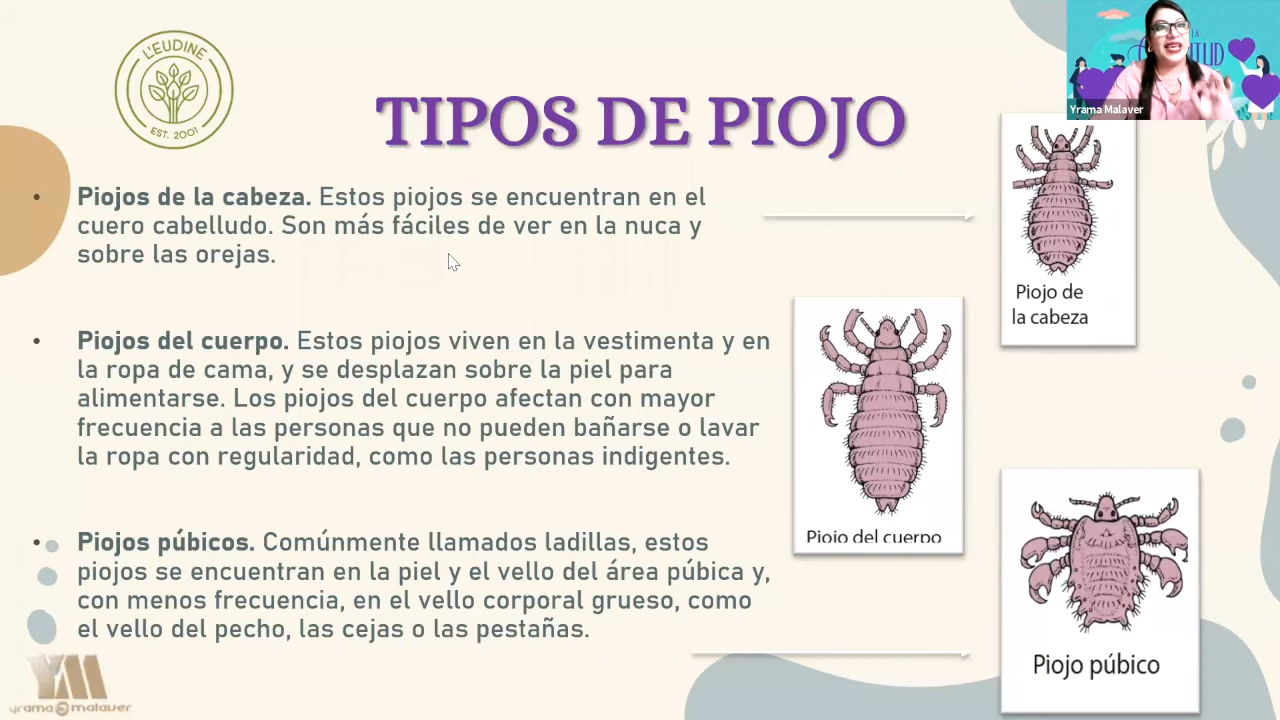 L'EUDINE
EST. 2001
TIPOS DE PIOJO
Yrama Malaver
• Piojos de la cabeza. Estos piojos se encuentran en el
cuero cabelludo. Son más fáciles de ver en la nuca y
sobre las orejas.
Piojo de
la cabeza
• Piojos del cuerpo. Estos piojos viven en la vestimenta y en
la ropa de cama, y se desplazan sobre la piel para
alimentarse. Los piojos del cuerpo afectan con mayor
frecuencia a las personas que no pueden bañarse o lavar
la ropa con regularidad, como las personas indigentes.
Piojo del cuerpo
• Piojos púbicos. Comúnmente llamados ladillas, estos
piojos se encuentran en la piel y el vello del área púbica y,
con menos frecuencia, en el vello corporal grueso, como
el vello del pecho, las cejas o las pestañas.
Piojo púbico
YM
yrama malaver